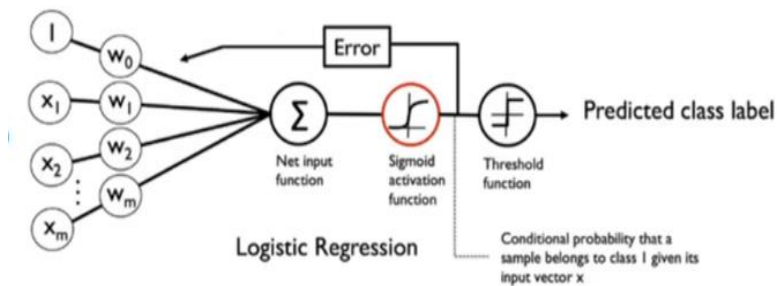 1
w₀
Error
x₁
w₁
Σ
Predicted class label
x₂
w₂
Net input
function
Sigmoid
activation
function
Threshold
function
wₘ
xₘ
Logistic Regression
Conditional probability that a
sample belongs to class 1 given its
input vector x